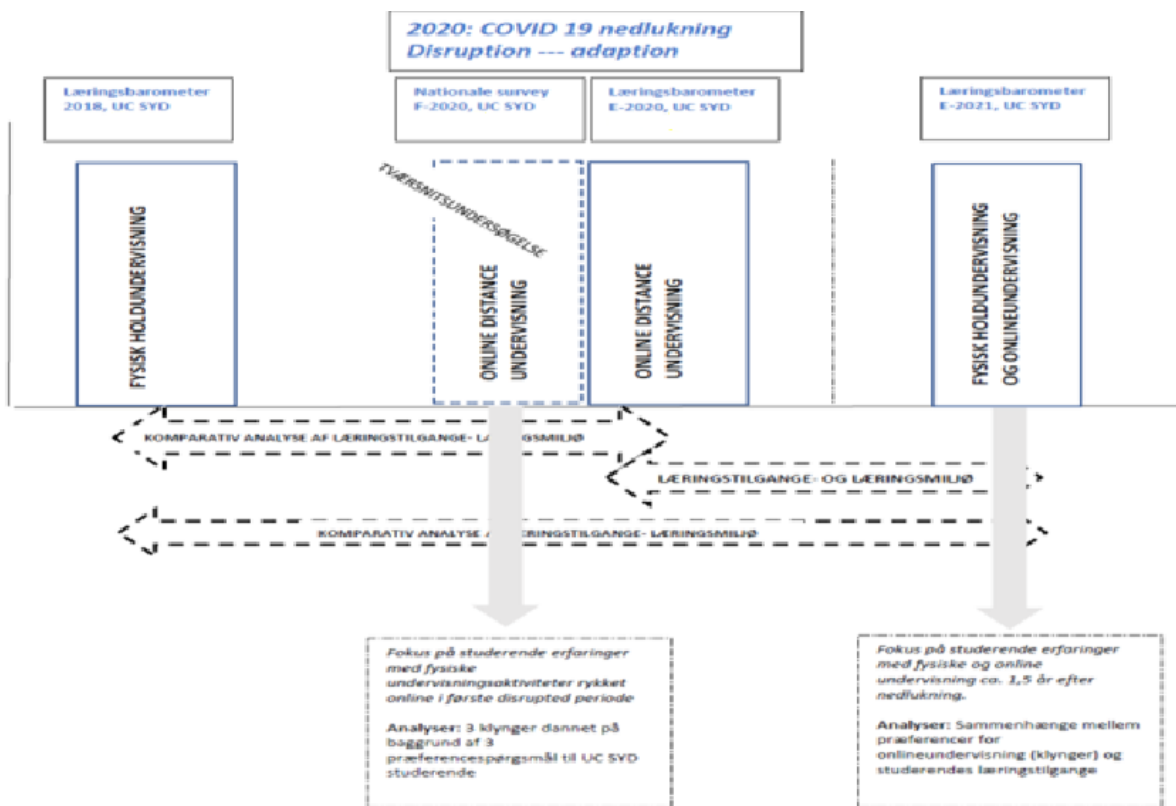 2020: COVID 19 nedlukning
Disruption --- adaption
Læringsbarometer
2018, UC SYD
Nationale survey
F-2020, UC SYD
Læringsbarometer
E-2020, UC SYD
Læringsbarometer
E-2021, UC SYD
FYSISK HOLDUNDERVISNING
TVÆRSNITSUNDERSØGELSE
ONLINE DISTANCE
UNDERVISNING
ONLINE DISTANCE
UNDERVISNING
FYSISK HOLDUNDERVISNING
OG ONLINEUNDERVISNING
KOMPARATIV ANALYSE AF LÆRINGSTILGANGE- LÆRINGSMILJØ
LÆRINGSTILGANGE- OG LÆRINGSMILJØ
KOMPARATIV ANALYSE LÆRINGSTILGANGE- LÆRINGSMILJØ
Fokus på studerende erfaringer
med fysiske
undervisningsaktiviteter rykket
online i første disrupted periode
Analyser: 3 klynger dannet på
baggrund af 3
præferencespørgsmål til UC SYD
studerende
Fokus på studerende erfaringer
med fysiske og online
undervisning ca. 1,5 år efter
nedlukning.
Analyser: Sammenhænge mellem
præferencer for
onlineundervisning (klynger) og
studerendes læringstilgange